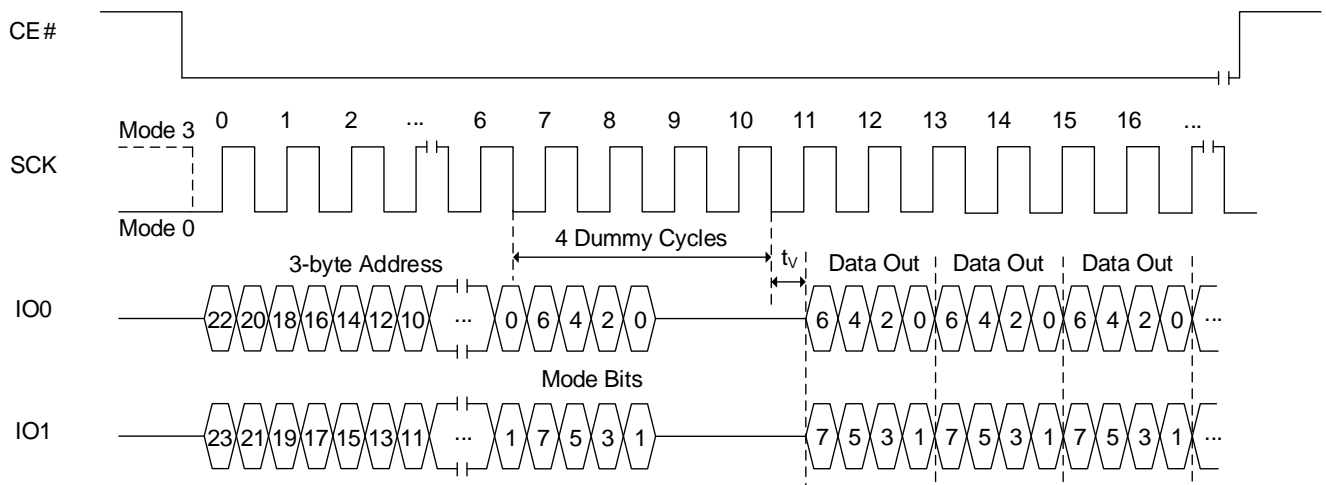 CE#
0 1 2 ... 6 7 8 9 10 11 12 13 14 15 16 ...
Mode 3
SCK
Mode 0
4 Dummy Cycles
3-byte Address tV Data Out Data Out Data Out
IO0 22 20 18 16 14 12 10 ... 0 6 4 2 0 6 4 2 0 6 4 2 0 6 4 2 0 ...
Mode Bits
IO1 23 21 19 17 15 13 11 ... 1 7 5 3 1 7 5 3 1 7 5 3 1 7 5 3 1 ...